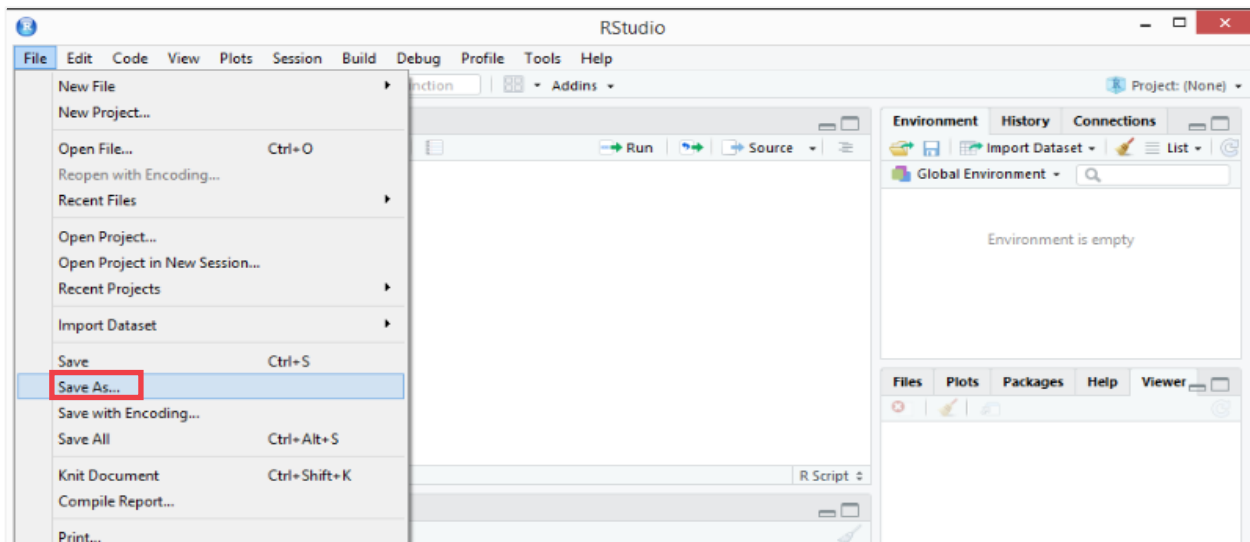 RStudio
File Edit Code View Plots Session Build Debug Profile Tools Help
nction Addins Project: (None)
New File
New Project...
Open File... Ctrl+O
Reopen with Encoding...
Recent Files
Open Project...
Open Project in New Session...
Recent Projects
Import Dataset
Save Ctrl+S
Save As...
Save with Encoding...
Save All Ctrl+Alt+S
Knit Document Ctrl+Shift+K
Compile Report...
Print...
Run Source
R Script
Environment History Connections
Import Dataset List
Global Environment
Environment is empty
Files Plots Packages Help Viewer